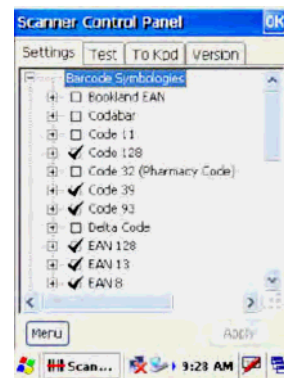 Scanner Control Panel OK
Settings Test To Kpd Version
Barcode Symbologies
Bookland EAN
Codabar
Code 11
Code 128
Code 32 (Pharmacy Code)
Code 39
Code 93
Delta Code
EAN 128
EAN 13
EAN 8
Menu Apply
Scan... 9:23 AM